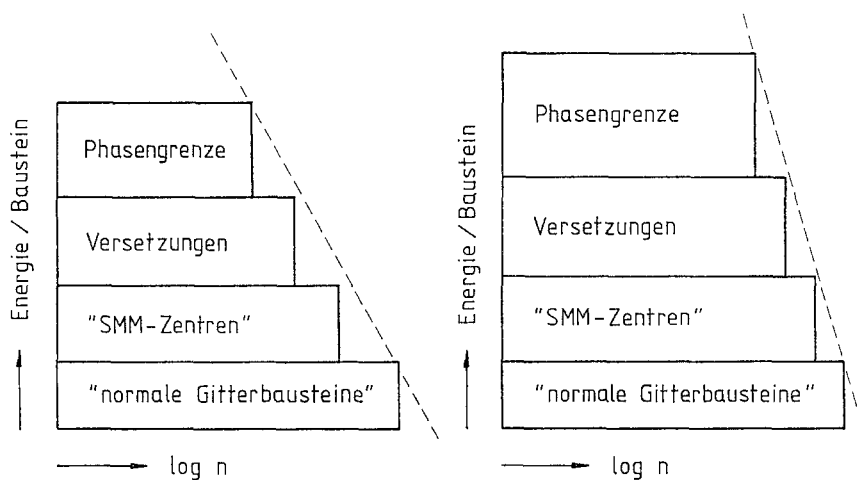 Energie / Baustein
Phasengrenze
Versetzungen
"SMM-Zentren"
"normale Gitterbausteine"
log n
Energie / Baustein
Phasengrenze
Versetzungen
"SMM-Zentren"
"normale Gitterbausteine"
log n